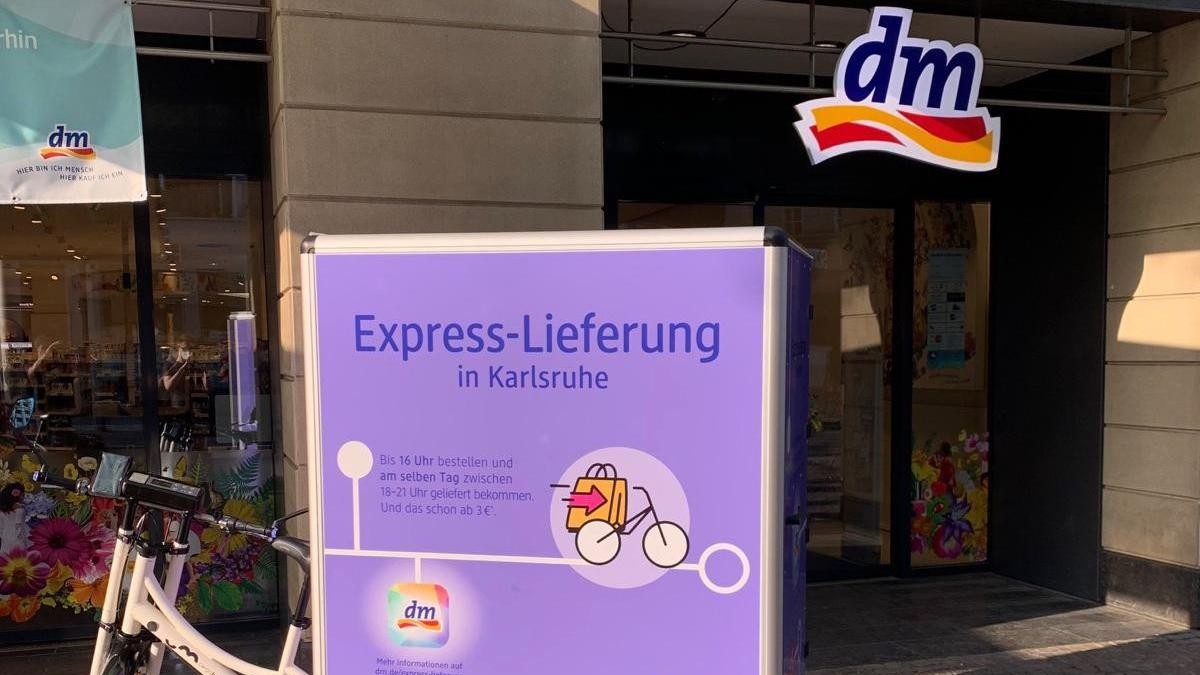 rhin
dm
HIER BIN ICH MENSCH
HIER KAUF ICH EIN
dm
Express-Lieferung
in Karlsruhe
Bis 16 Uhr bestellen und
am selben Tag zwischen
18-21 Uhr geliefert bekommen.
Und das schon ab 3 €*.
dm
Mehr Informationen auf